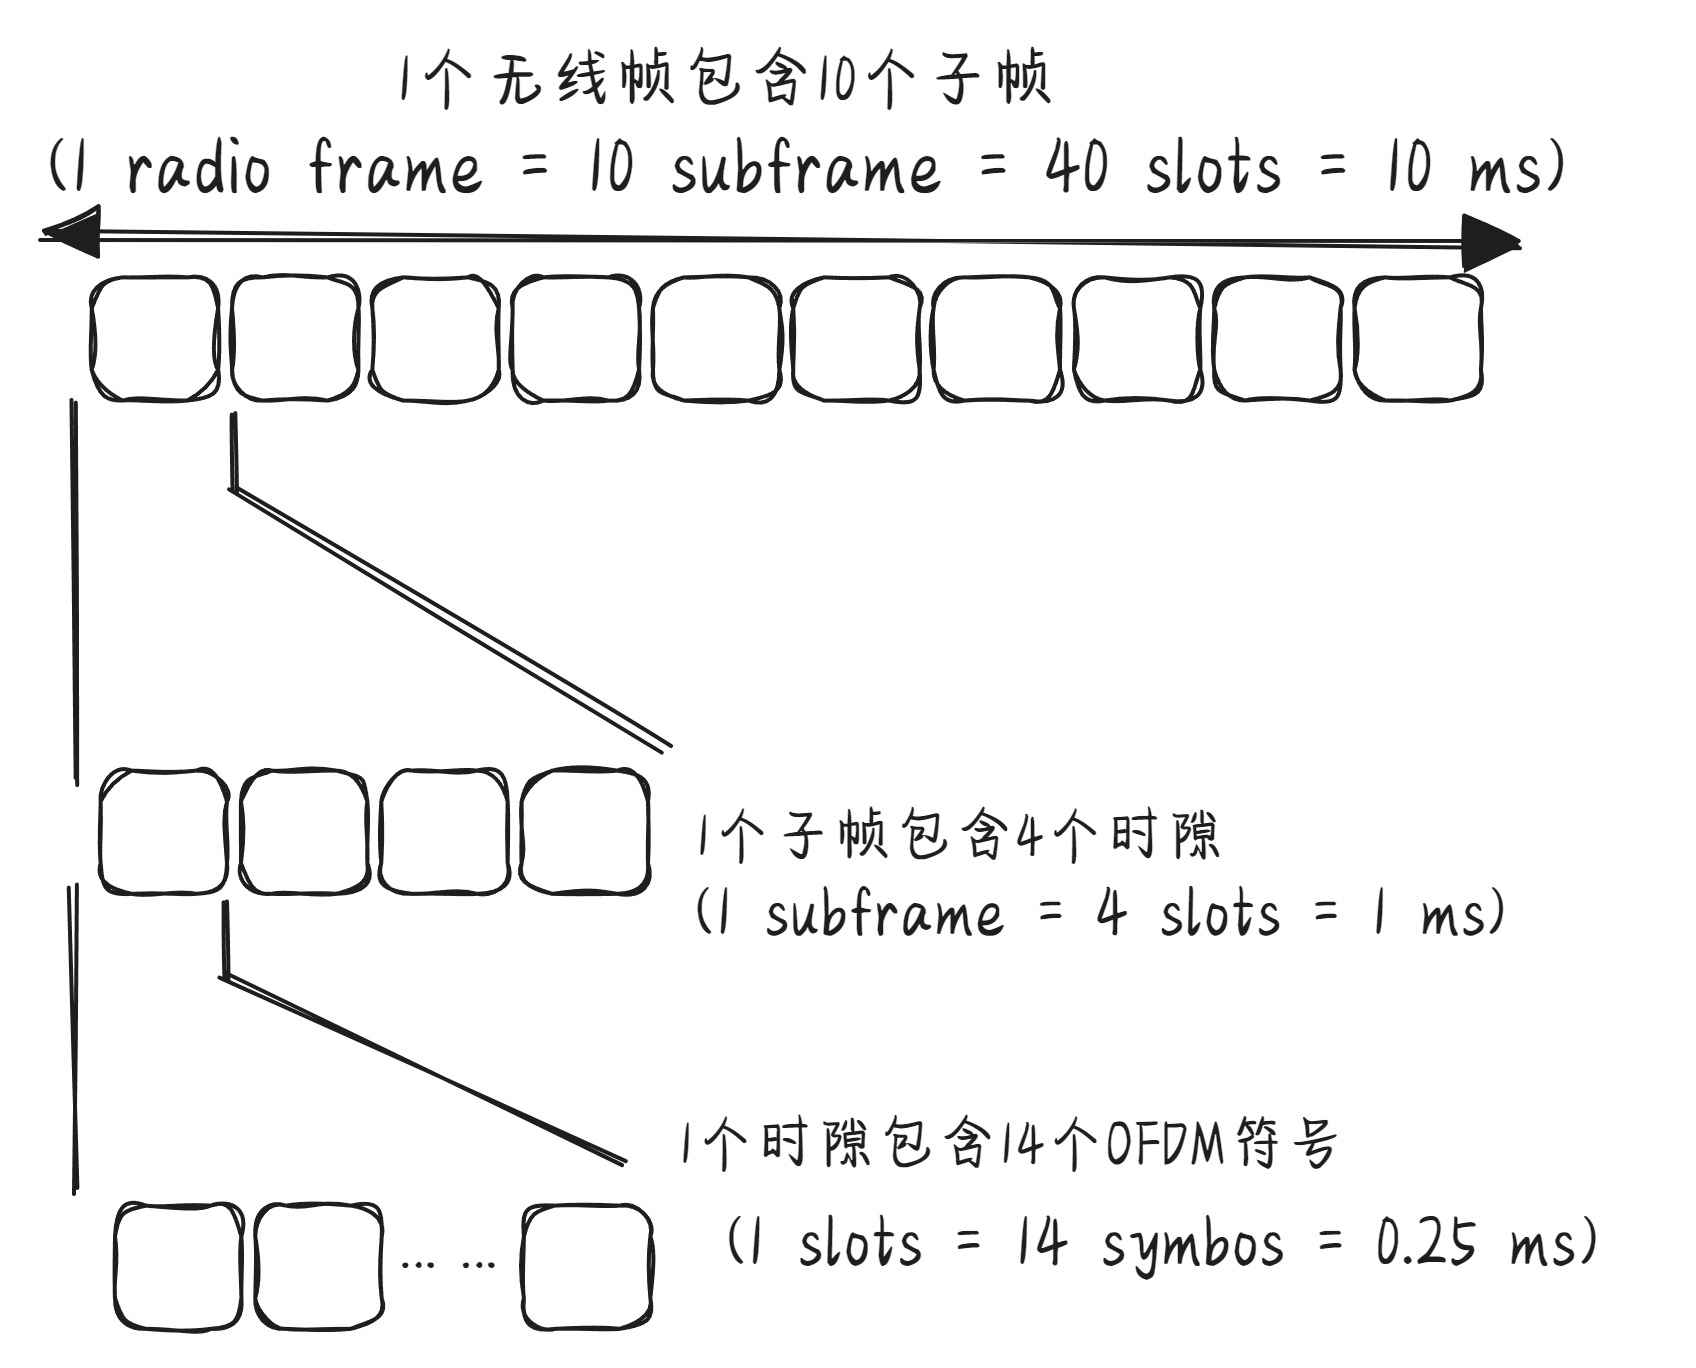 1个无线帧包含10个子帧
(1 radio frame = 10 subframe = 40 slots = 10 ms)
1个子帧包含4个时隙
(1 subframe = 4 slots = 1 ms)
1个时隙包含14个OFDM符号
(1 slots = 14 symbos = 0.25 ms)
... ...